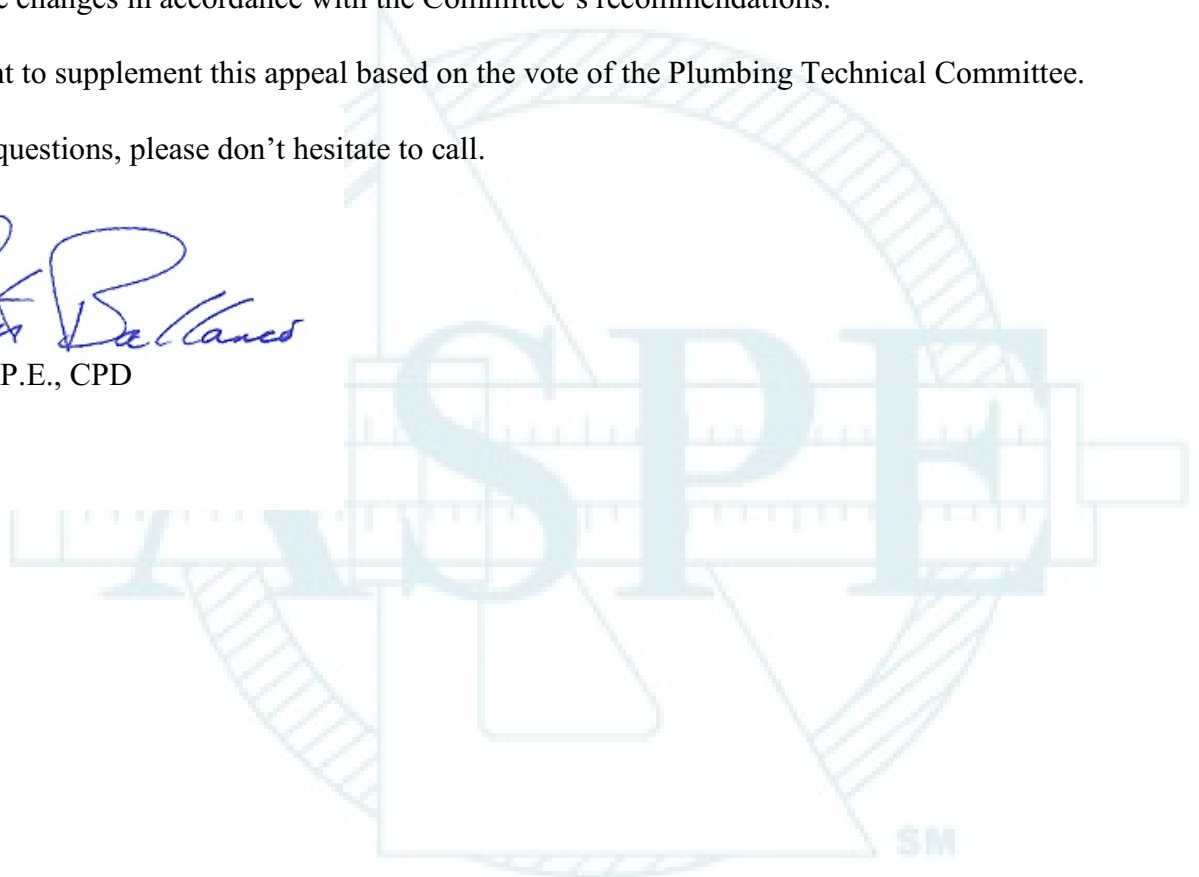 e changes in accordance with the Committee's recommendations.
nt to supplement this appeal based on the vote of the Plumbing Technical Committee.
questions, please don't hesitate to call.
Ballanco
P.E., CPD
ASPE
SM